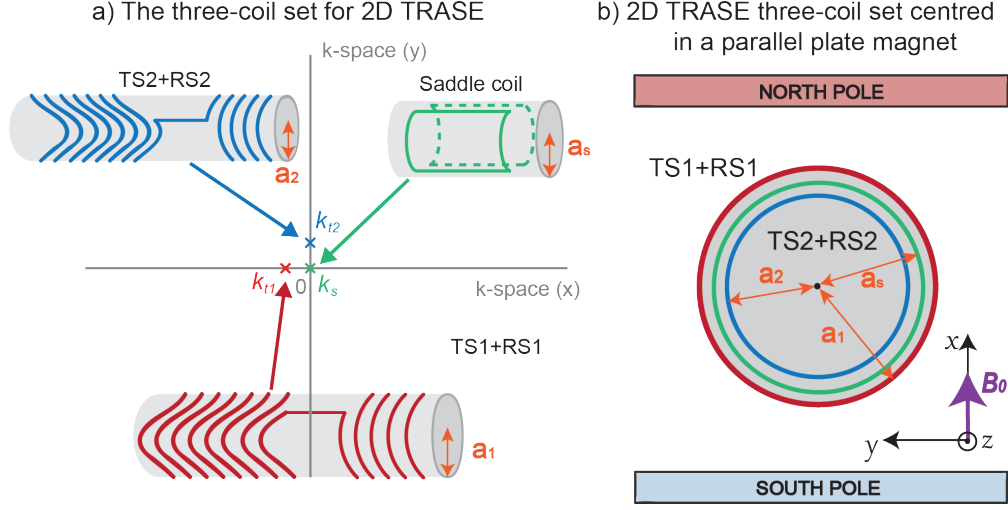 a) The three-coil set for 2D TRASE
k-space (y)
TS2+RS2
Saddle coil
a2
as
kt2
kt1
0
ks
k-space (x)
TS1+RS1
a1
b) 2D TRASE three-coil set centred
in a parallel plate magnet
NORTH POLE
TS1+RS1
TS2+RS2
a2
as
a1
x
B0
y
z
SOUTH POLE